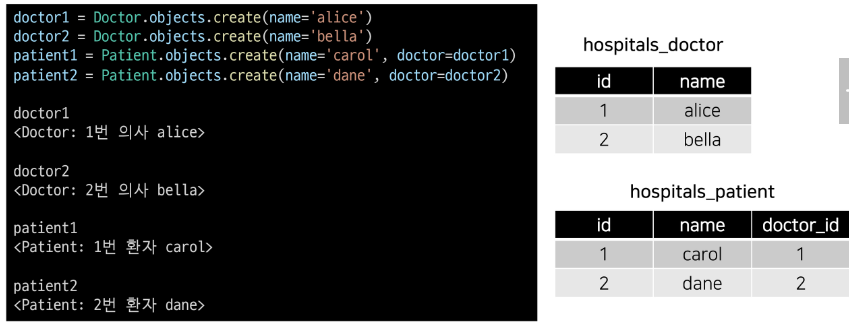 doctor1 = Doctor.objects.create(name='alice')
doctor2 = Doctor.objects.create(name='bella')
patient1 = Patient.objects.create(name='carol', doctor=doctor1)
patient2 = Patient.objects.create(name='dane', doctor=doctor2)
doctor1
<Doctor: 1번 의사 alice>
doctor2
<Doctor: 2번 의사 bella>
patient1
<Patient: 1번 환자 carol>
patient2
<Patient: 2번 환자 dane>
hospitals_doctor
id name
1 alice
2 bella
hospitals_patient
id name doctor_id
1 carol 1
2 dane 2